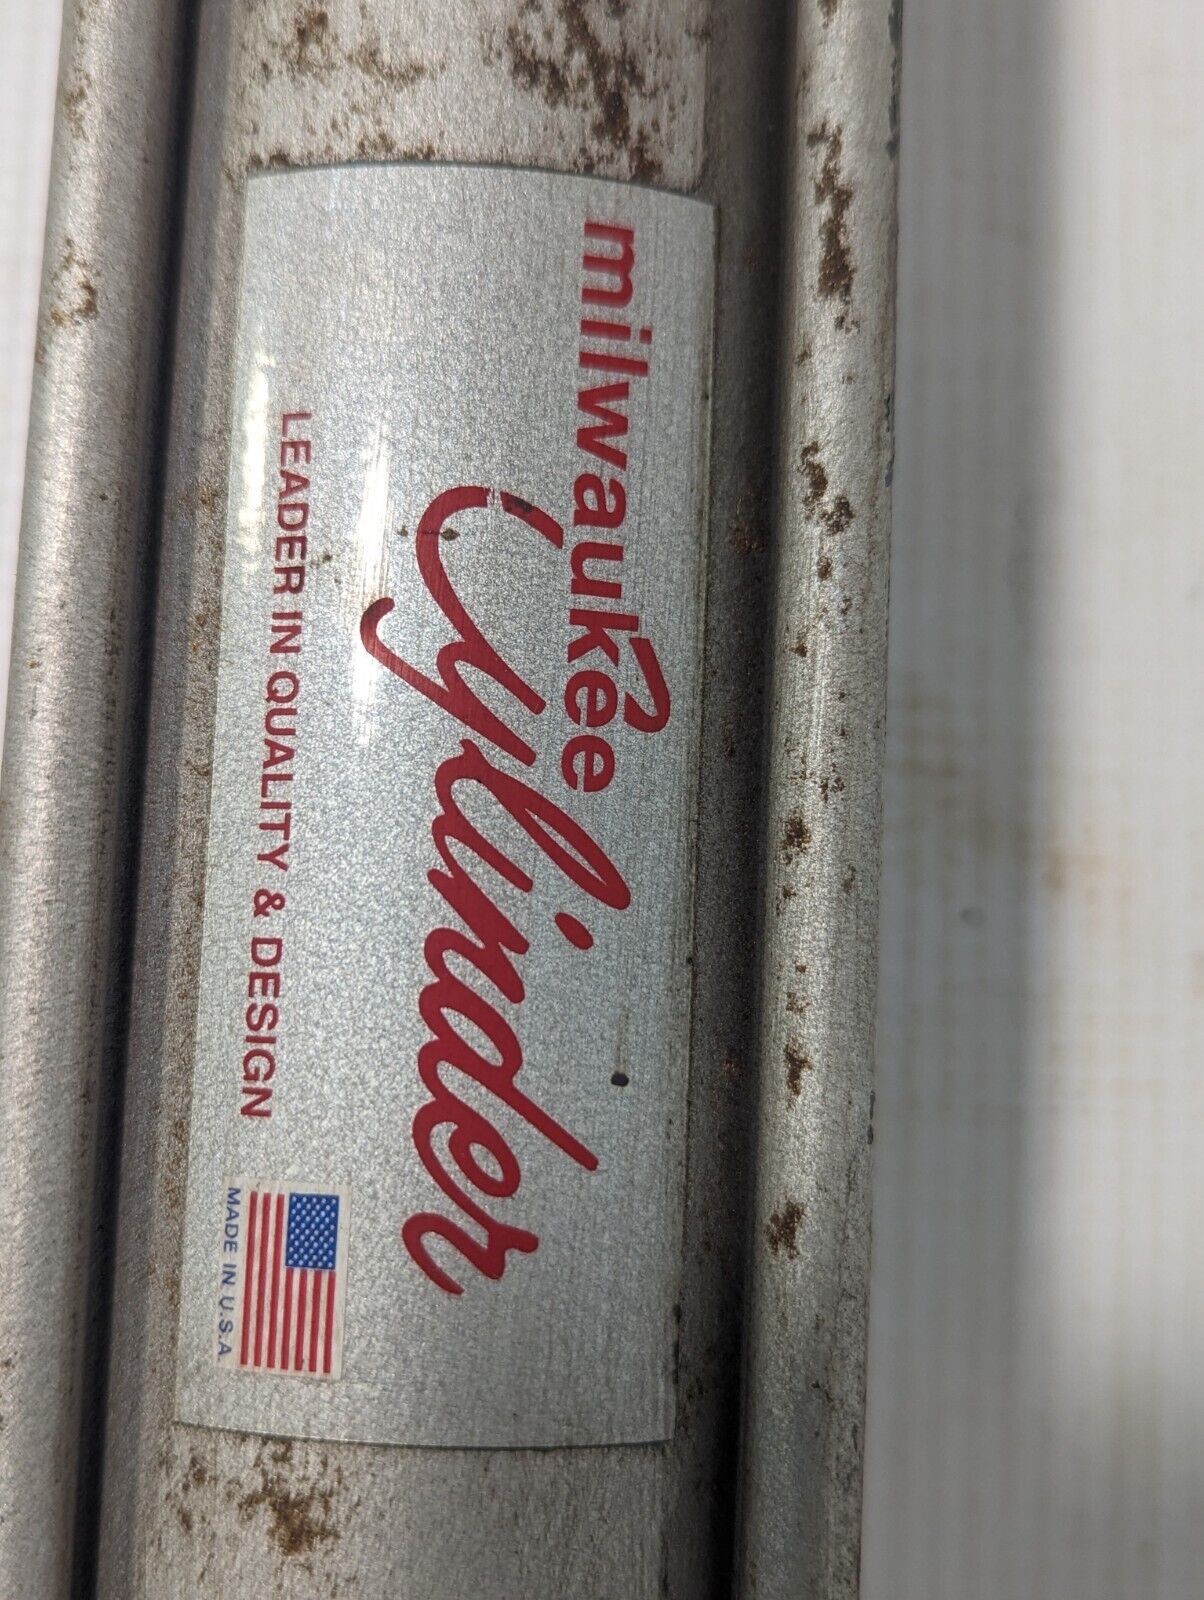 milwaukee
Cylinder
LEADER IN QUALITY & DESIGN
MADE IN U.S.A